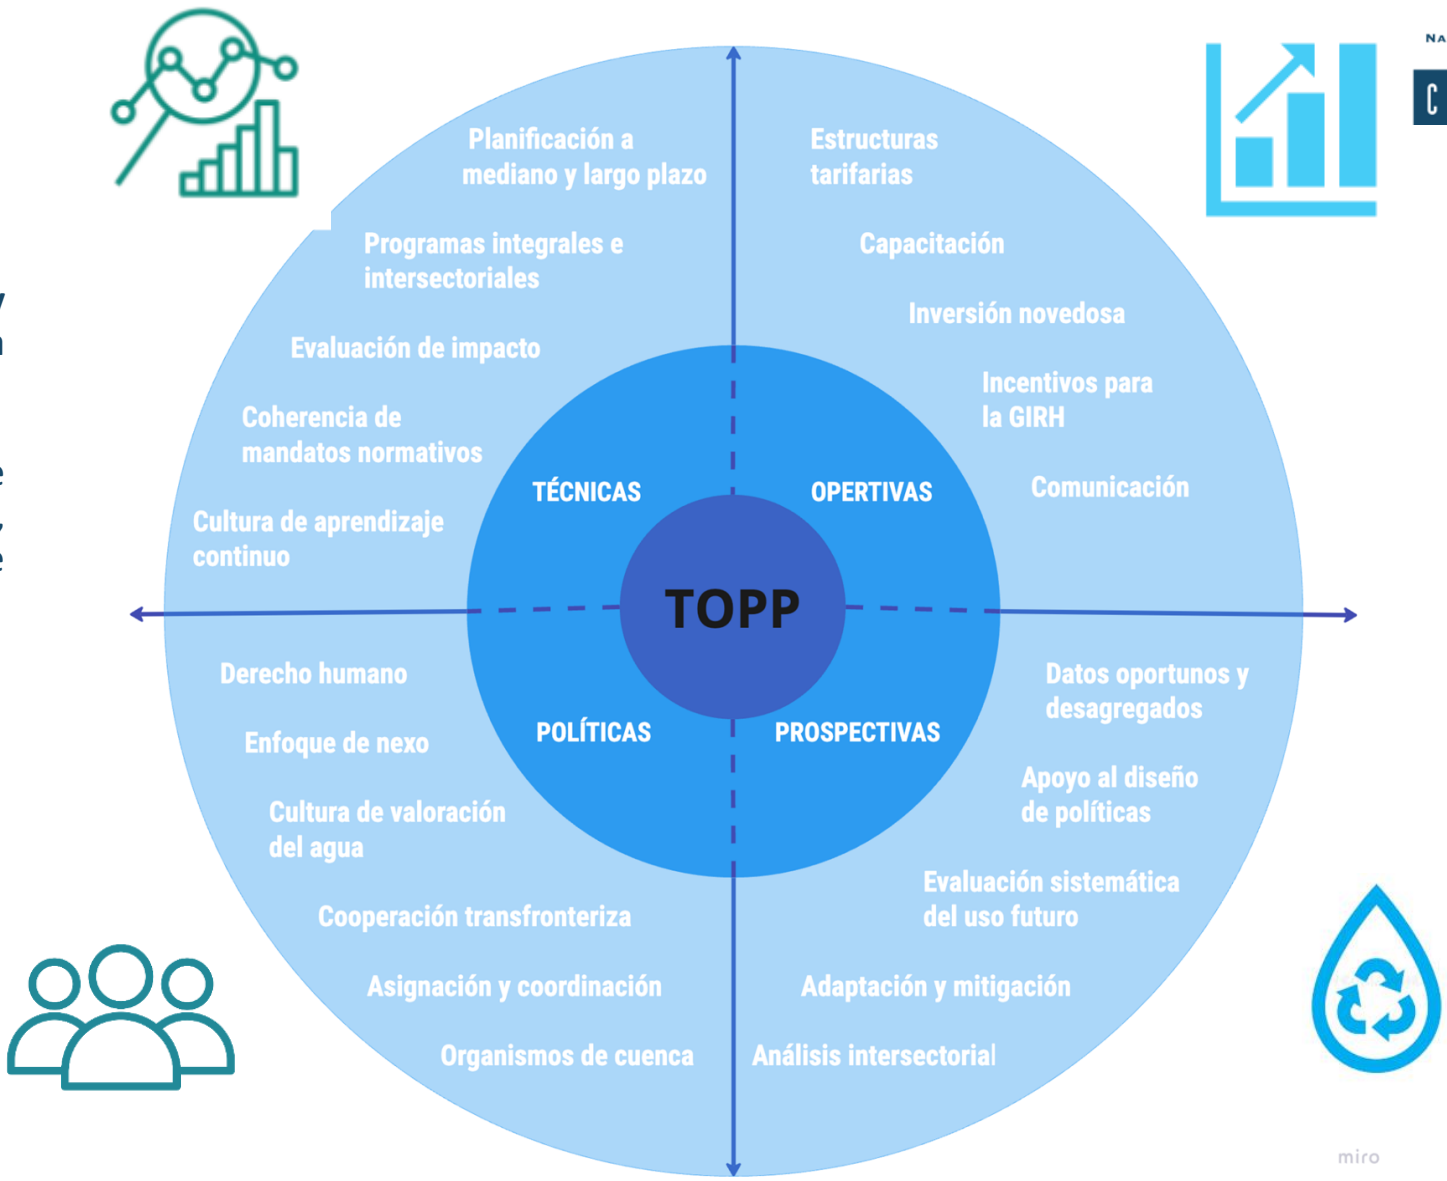 Planificación a
mediano y largo plazo
Programas integrales e
intersectoriales
Evaluación de impacto
Coherencia de
mandatos normativos
Cultura de aprendizaje
continuo
Estructuras
tarifarias
Capacitación
Inversión novedosa
Incentivos para
la GIRH
Comunicación
TÉCNICAS
OPERTIVAS
TOPP
POLÍTICAS
PROSPECTIVAS
Derecho humano
Enfoque de nexo
Cultura de valoración
del agua
Cooperación transfronteriza
Asignación y coordinación
Organismos de cuenca
Datos oportunos y
desagregados
Apoyo al diseño
de políticas
Evaluación sistemática
del uso futuro
Adaptación y mitigación
Análisis intersectorial
miro